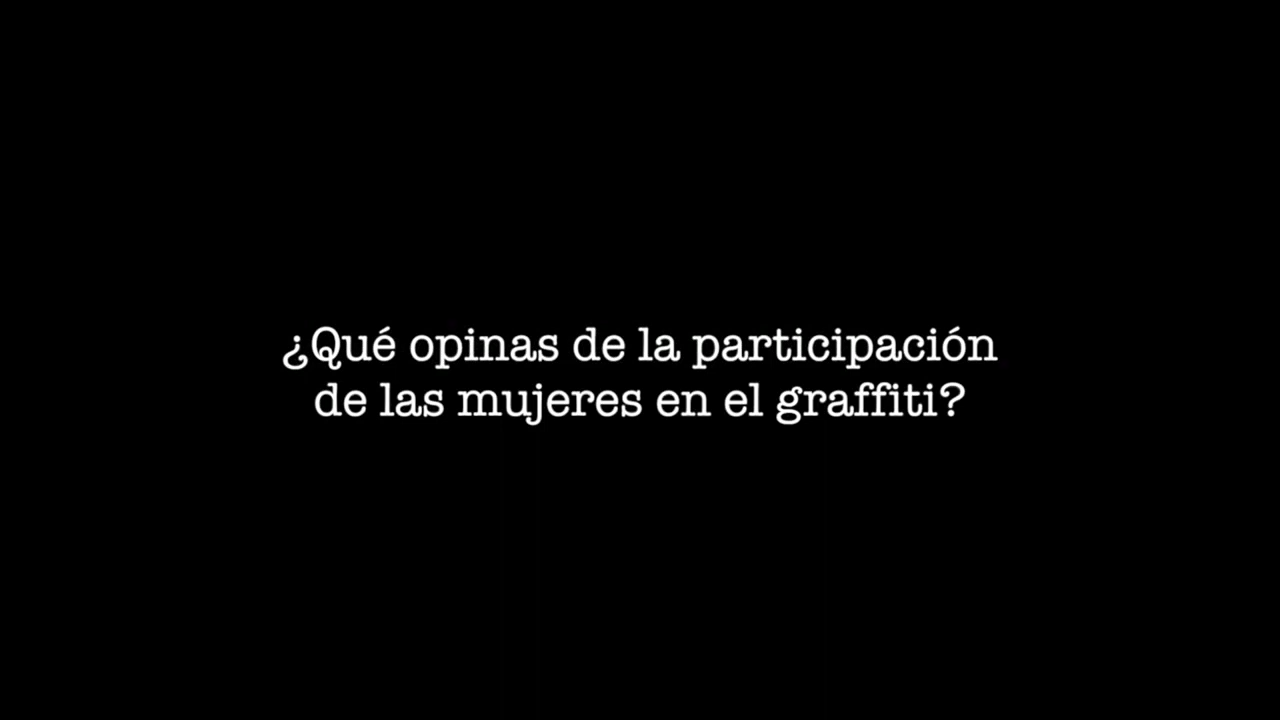 ¿Qué opinas de la participación
de las mujeres en el graffiti?